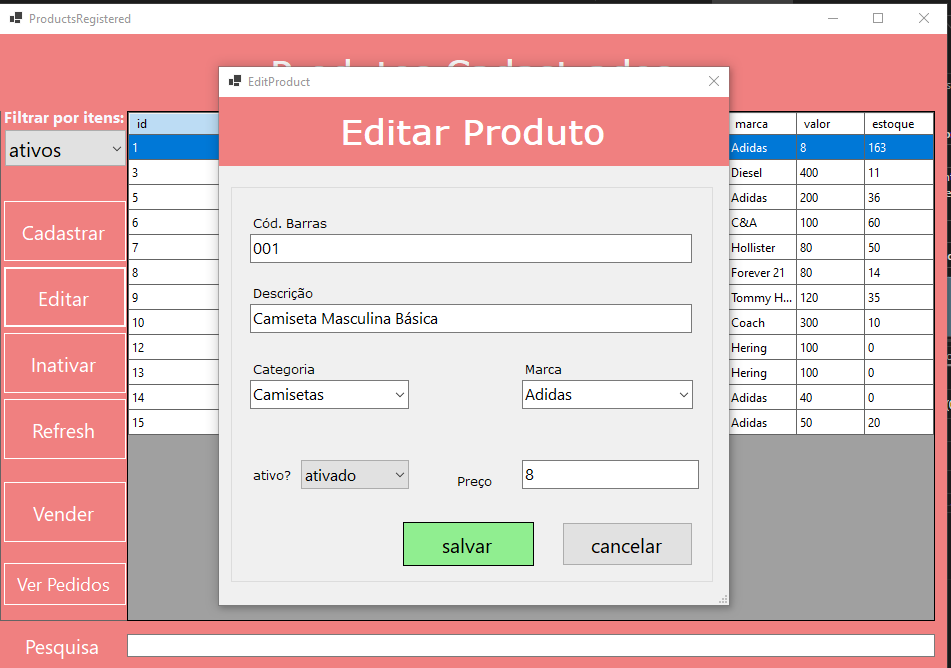 ProductsRegistered
Produtos Cadastrados
EditProduct
Editar Produto
Filtrar por itens:
ativos
Cadastrar
Editar
Inativar
Refresh
Vender
Ver Pedidos
Pesquisa
id marca valor estoque
1 Adidas 8 163
3 Diesel 400 11
5 Adidas 200 36
6 C&A 100 60
7 Hollister 80 50
8 Forever 21 80 14
9 Tommy H... 120 35
10 Coach 300 10
12 Hering 100 0
13 Hering 100 0
14 Adidas 40 0
15 Adidas 50 20
Cód. Barras
001
Descrição
Camiseta Masculina Básica
Categoria Marca
Camisetas Adidas
ativo? ativado Preço 8
salvar cancelar